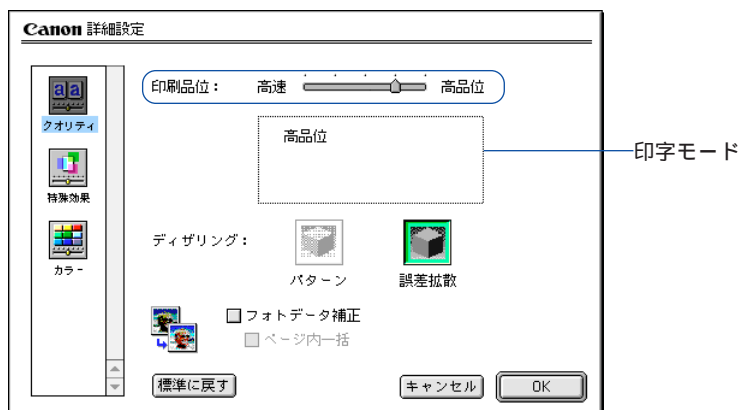 Canon 詳細設定
クオリティ
特殊効果
カラー
印刷品位： 高速 高品位
高品位
印字モード
ディザリング：
パターン 誤差拡散
フォトデータ補正
ページ内一括
標準に戻す キャンセル OK